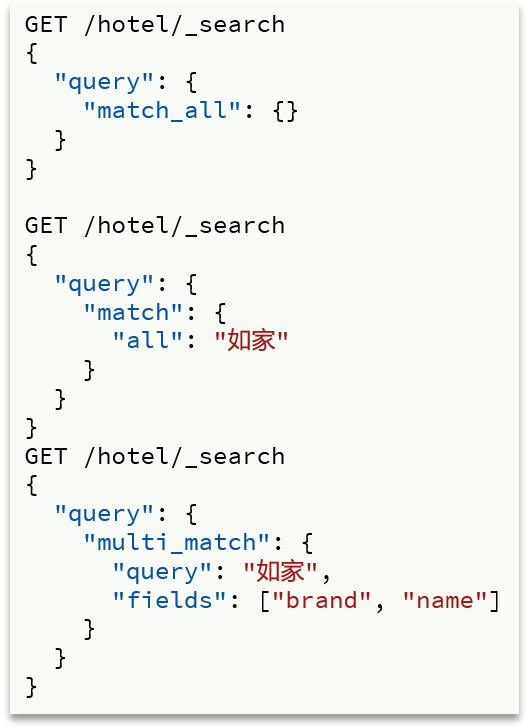 GET /hotel/_search
{
  "query": {
    "match_all": {}
  }
}

GET /hotel/_search
{
  "query": {
    "match": {
      "all": "如家"
    }
  }
}
GET /hotel/_search
{
  "query": {
    "multi_match": {
      "query": "如家",
      "fields": ["brand", "name"]
    }
  }
}